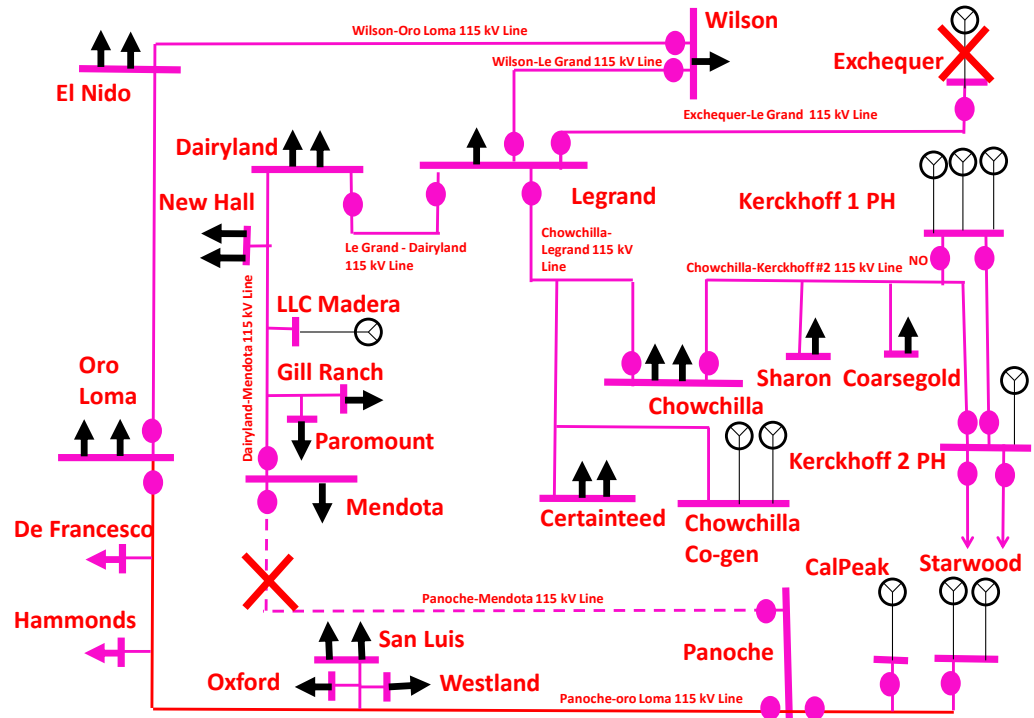 Wilson
Wilson-Oro Loma 115 kV Line
Wilson-Le Grand 115 kV Line
Exchequer
El Nido
Exchequer-Le Grand 115 kV Line
Dairyland
New Hall
Legrand
Kerckhoff 1 PH
Le Grand - Dairyland
115 kV Line
Chowchilla-
Legrand 115 kV
Line
NO
Chowchilla-Kerckhoff #2 115 kV Line
Dairyland-Mendota 115 kV Line
LLC Madera
Gill Ranch
Paromount
Oro
Loma
Sharon
Coarsegold
Chowchilla
Kerckhoff 2 PH
Mendota
Certainteed
Chowchilla
Co-gen
De Francesco
CalPeak
Starwood
Panoche-Mendota 115 kV Line
Hammonds
San Luis
Panoche
Oxford
Westland
Panoche-oro Loma 115 kV Line